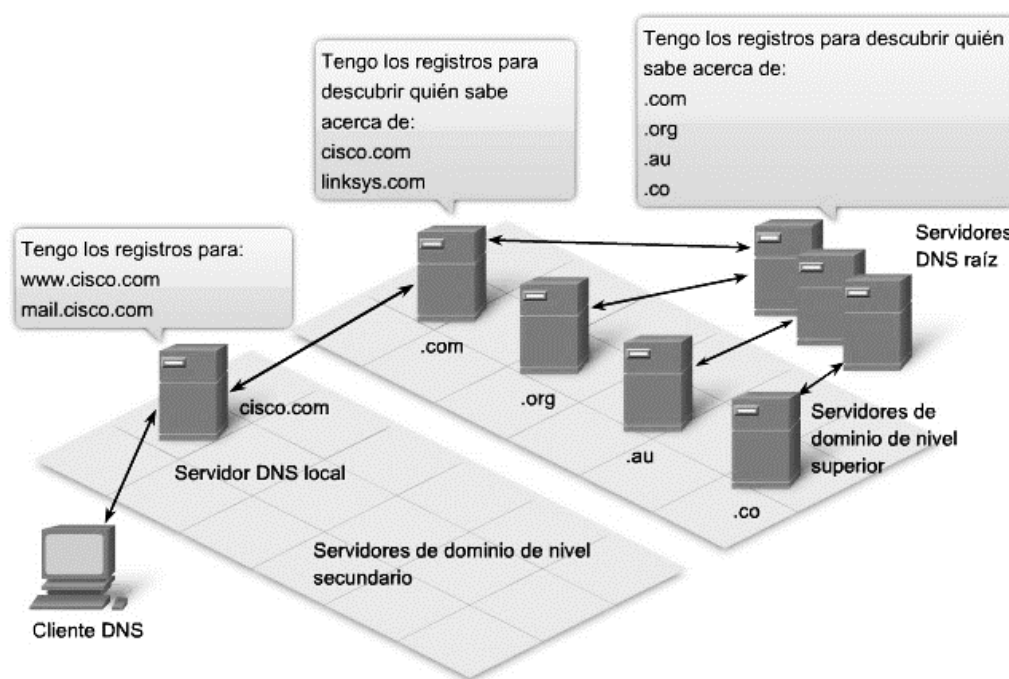 Tengo los registros para
descubrir quién sabe
acerca de:
cisco.com
linksys.com
Tengo los registros para descubrir quién
sabe acerca de:
.com
.org
.au
.co
Tengo los registros para:
www.cisco.com
mail.cisco.com
Servidores
DNS raíz
.com
.org
.au
.co
cisco.com
Servidor DNS local
Servidores de
dominio de nivel
superior
Servidores de dominio de nivel
secundario
Cliente DNS